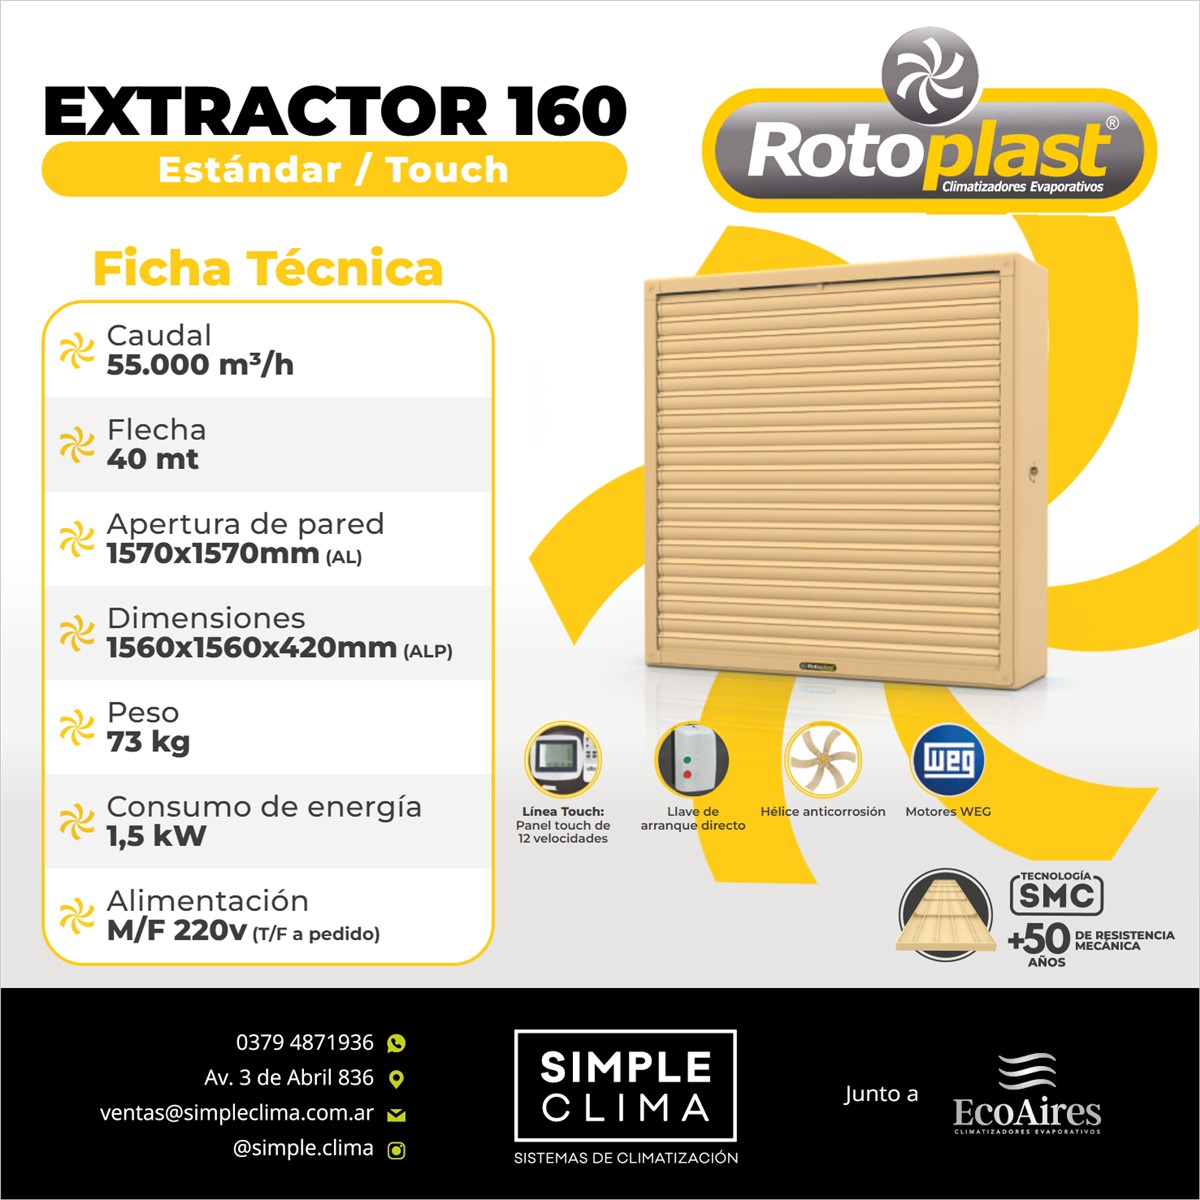 EXTRACTOR 160
Estándar / Touch
Rotoplast®
Climatizadores Evaporativos
Ficha Técnica
Caudal
55.000 m³/h
Flecha
40 mt
Apertura de pared
1570x1570mm (AL)
Dimensiones
1560x1560x420mm (ALP)
Peso
73 kg
Consumo de energía
1,5 kW
Alimentación
M/F 220v (T/F a pedido)
Rotoplast
weg
Línea Touch:
Panel touch de
12 velocidades
Llave de
arranque directo
Hélice anticorrosión
Motores WEG
TECNOLOGÍA
SMC
+50 DE RESISTENCIA
MECÁNICA
AÑOS
0379 4871936
Av. 3 de Abril 836
ventas@simpleclima.com.ar
@simple.clima
SIMPLE
CLIMA
SISTEMAS DE CLIMATIZACIÓN
Junto a
EcoAires
CLIMATIZADORES EVAPORATIVOS